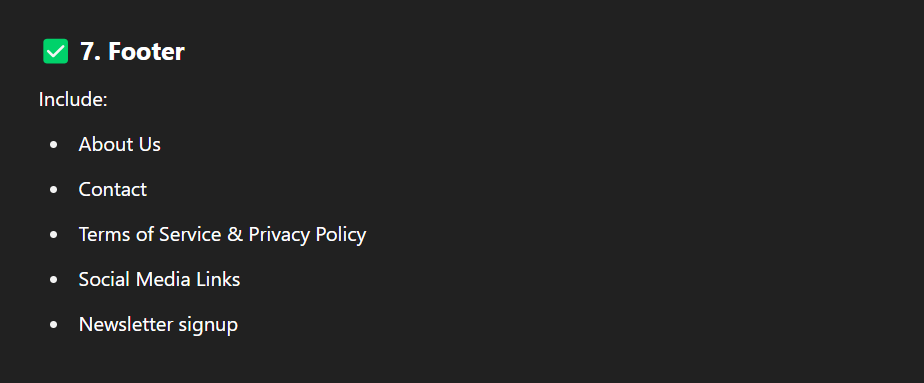 ✅ 7. Footer
Include:
• About Us
• Contact
• Terms of Service & Privacy Policy
• Social Media Links
• Newsletter signup